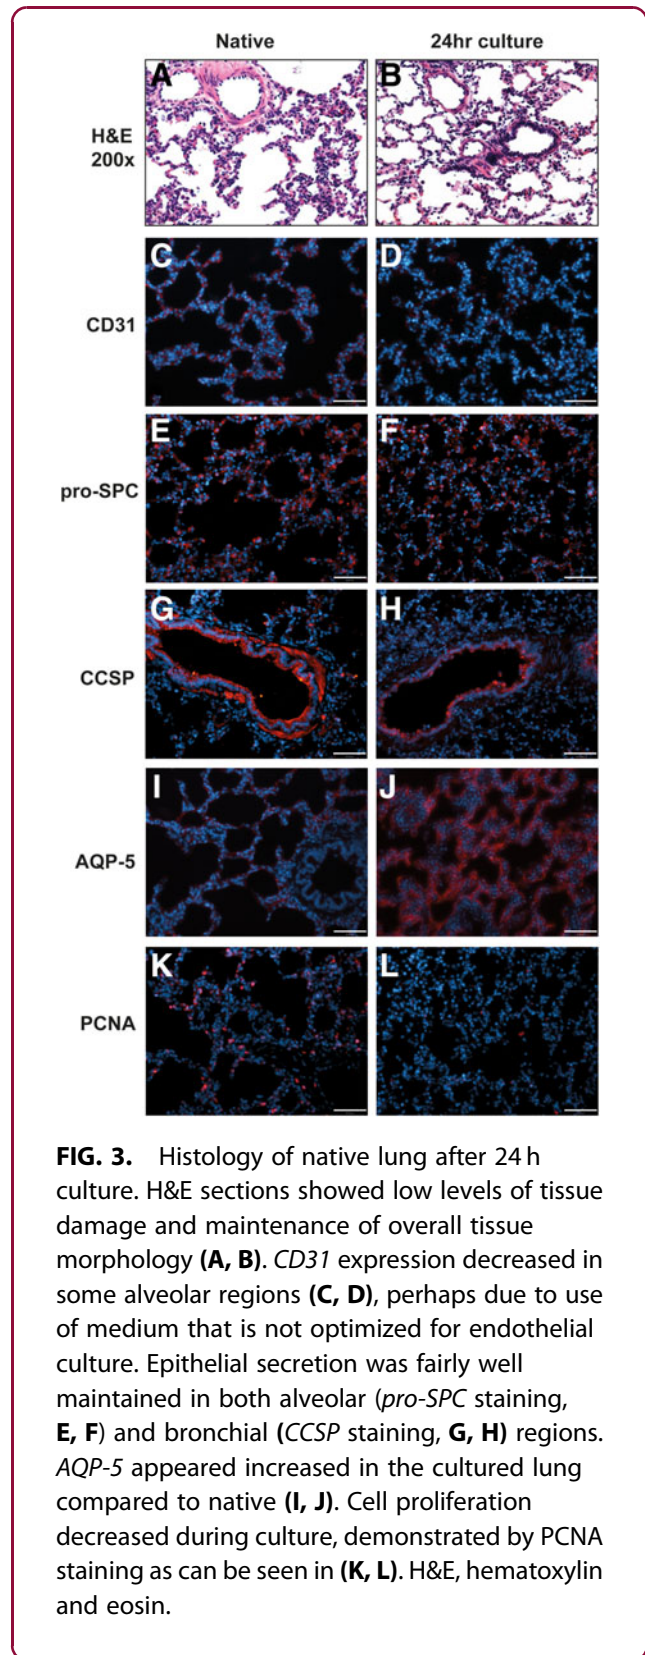 Native 24hr culture
A B
H&E
200x
C D
CD31
E F
pro-SPC
G H
CCSP
I J
AQP-5
K L
PCNA
FIG. 3. Histology of native lung after 24 h
culture. H&E sections showed low levels of tissue
damage and maintenance of overall tissue
morphology (A, B). CD31 expression decreased in
some alveolar regions (C, D), perhaps due to use
of medium that is not optimized for endothelial
culture. Epithelial secretion was fairly well
maintained in both alveolar (pro-SPC staining,
E, F) and bronchial (CCSP staining, G, H) regions.
AQP-5 appeared increased in the cultured lung
compared to native (I, J). Cell proliferation
decreased during culture, demonstrated by PCNA
staining as can be seen in (K, L). H&E, hematoxylin
and eosin.